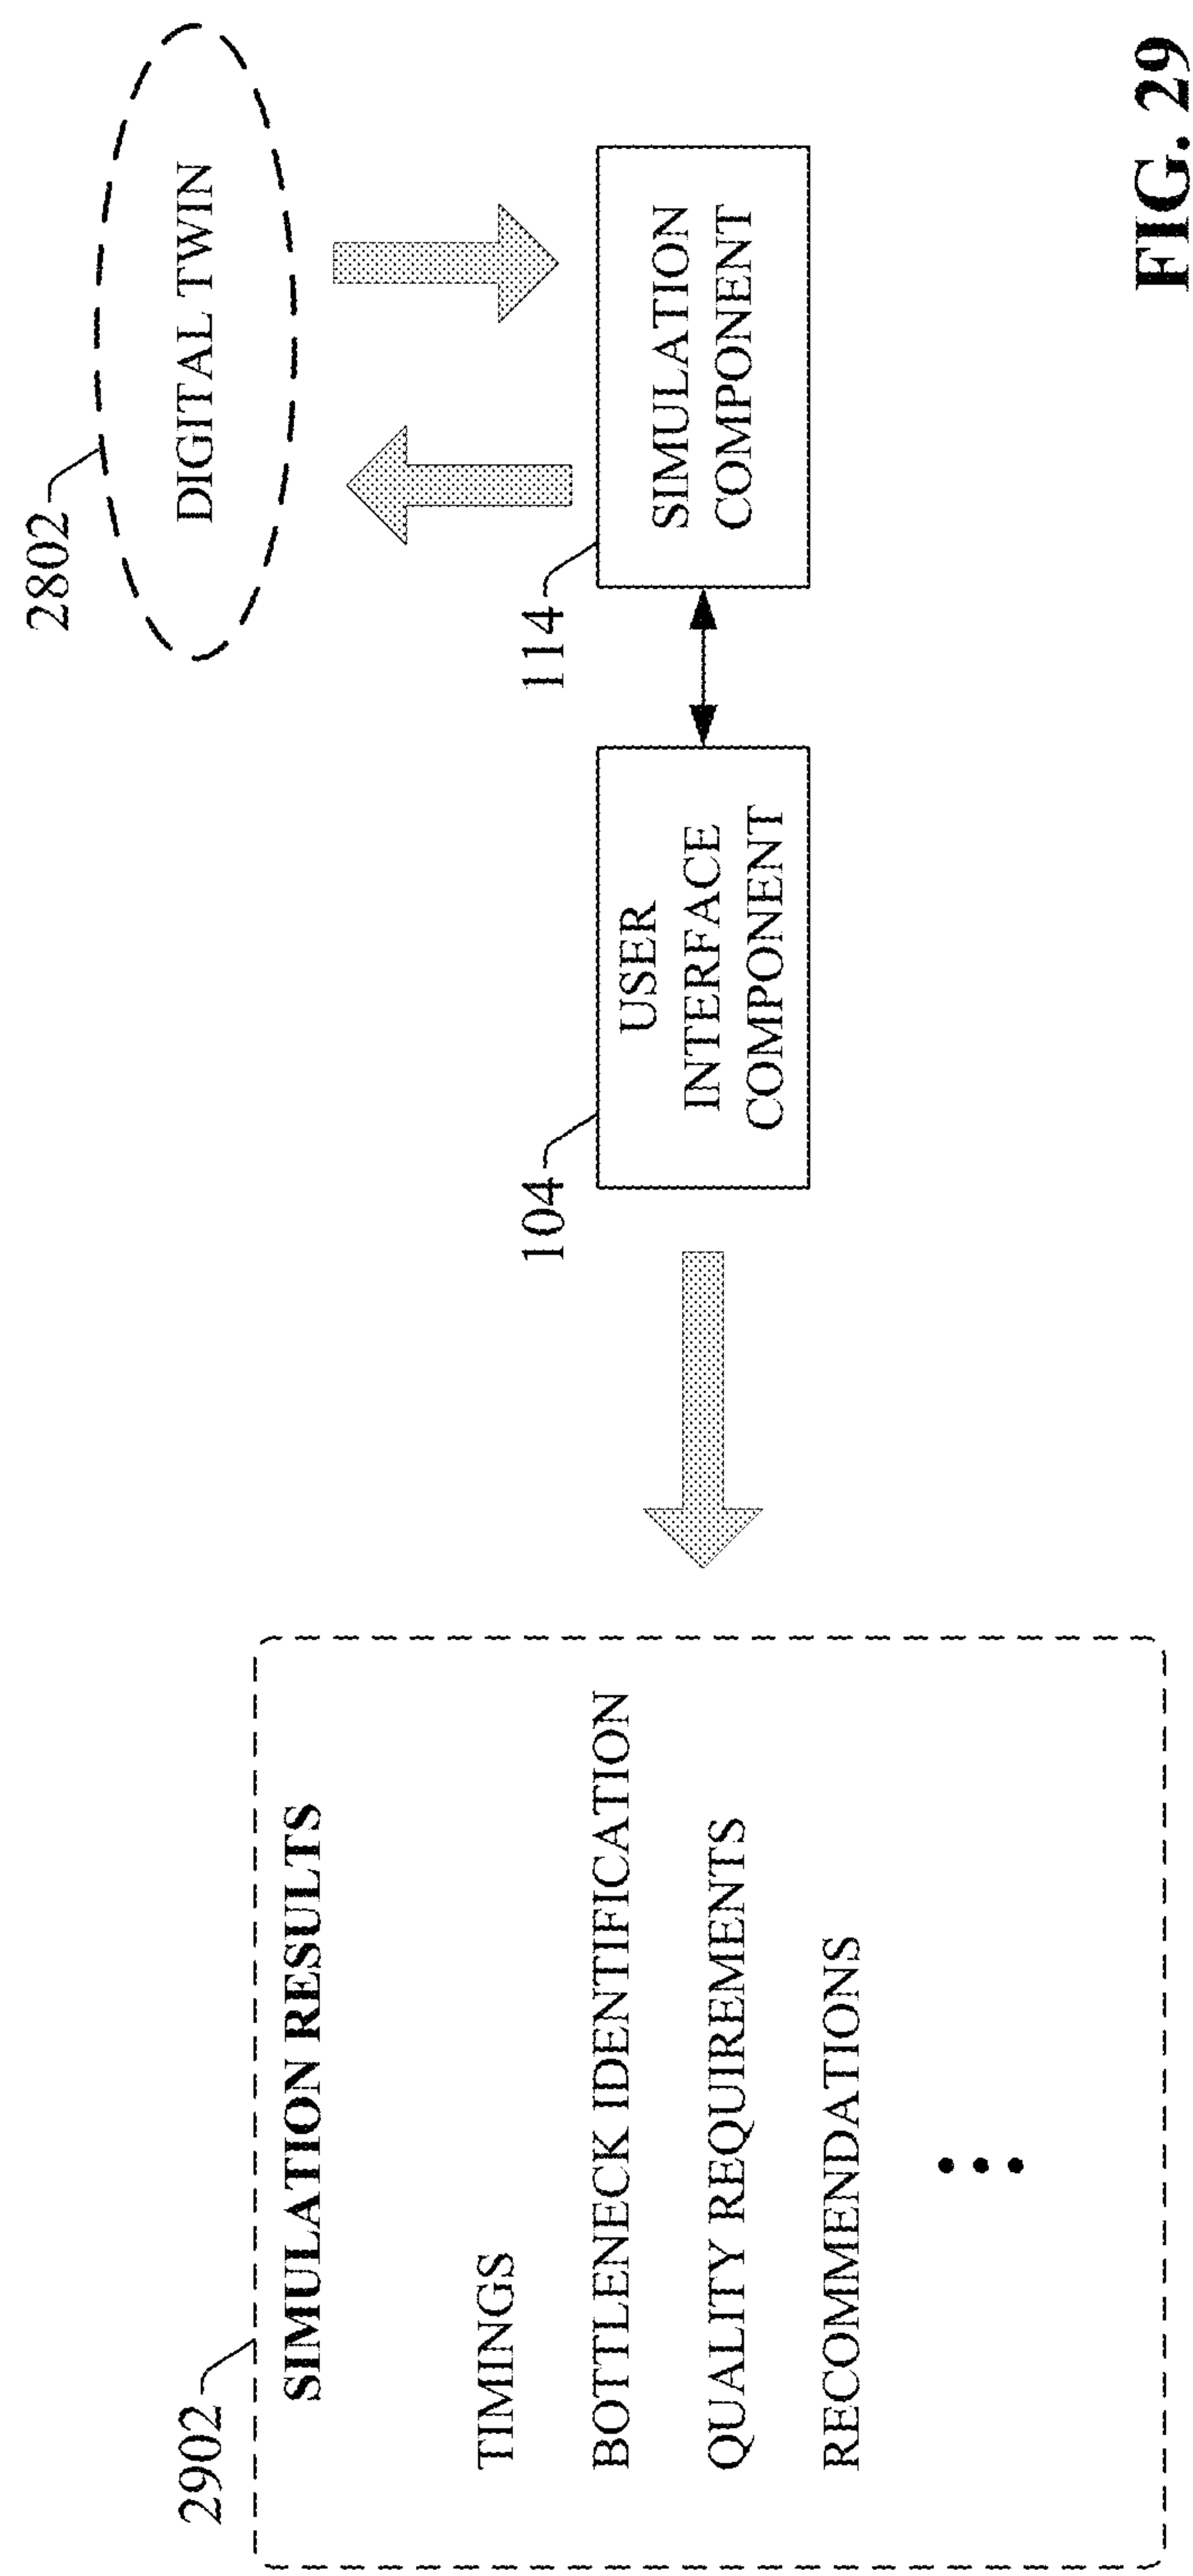 2902
SIMULATION RESULTS
TIMINGS
BOTTLENECK IDENTIFICATION
QUALITY REQUIREMENTS
RECOMMENDATIONS
104
USER
INTERFACE
COMPONENT
2802
DIGITAL TWIN
114
SIMULATION
COMPONENT
FIG. 29